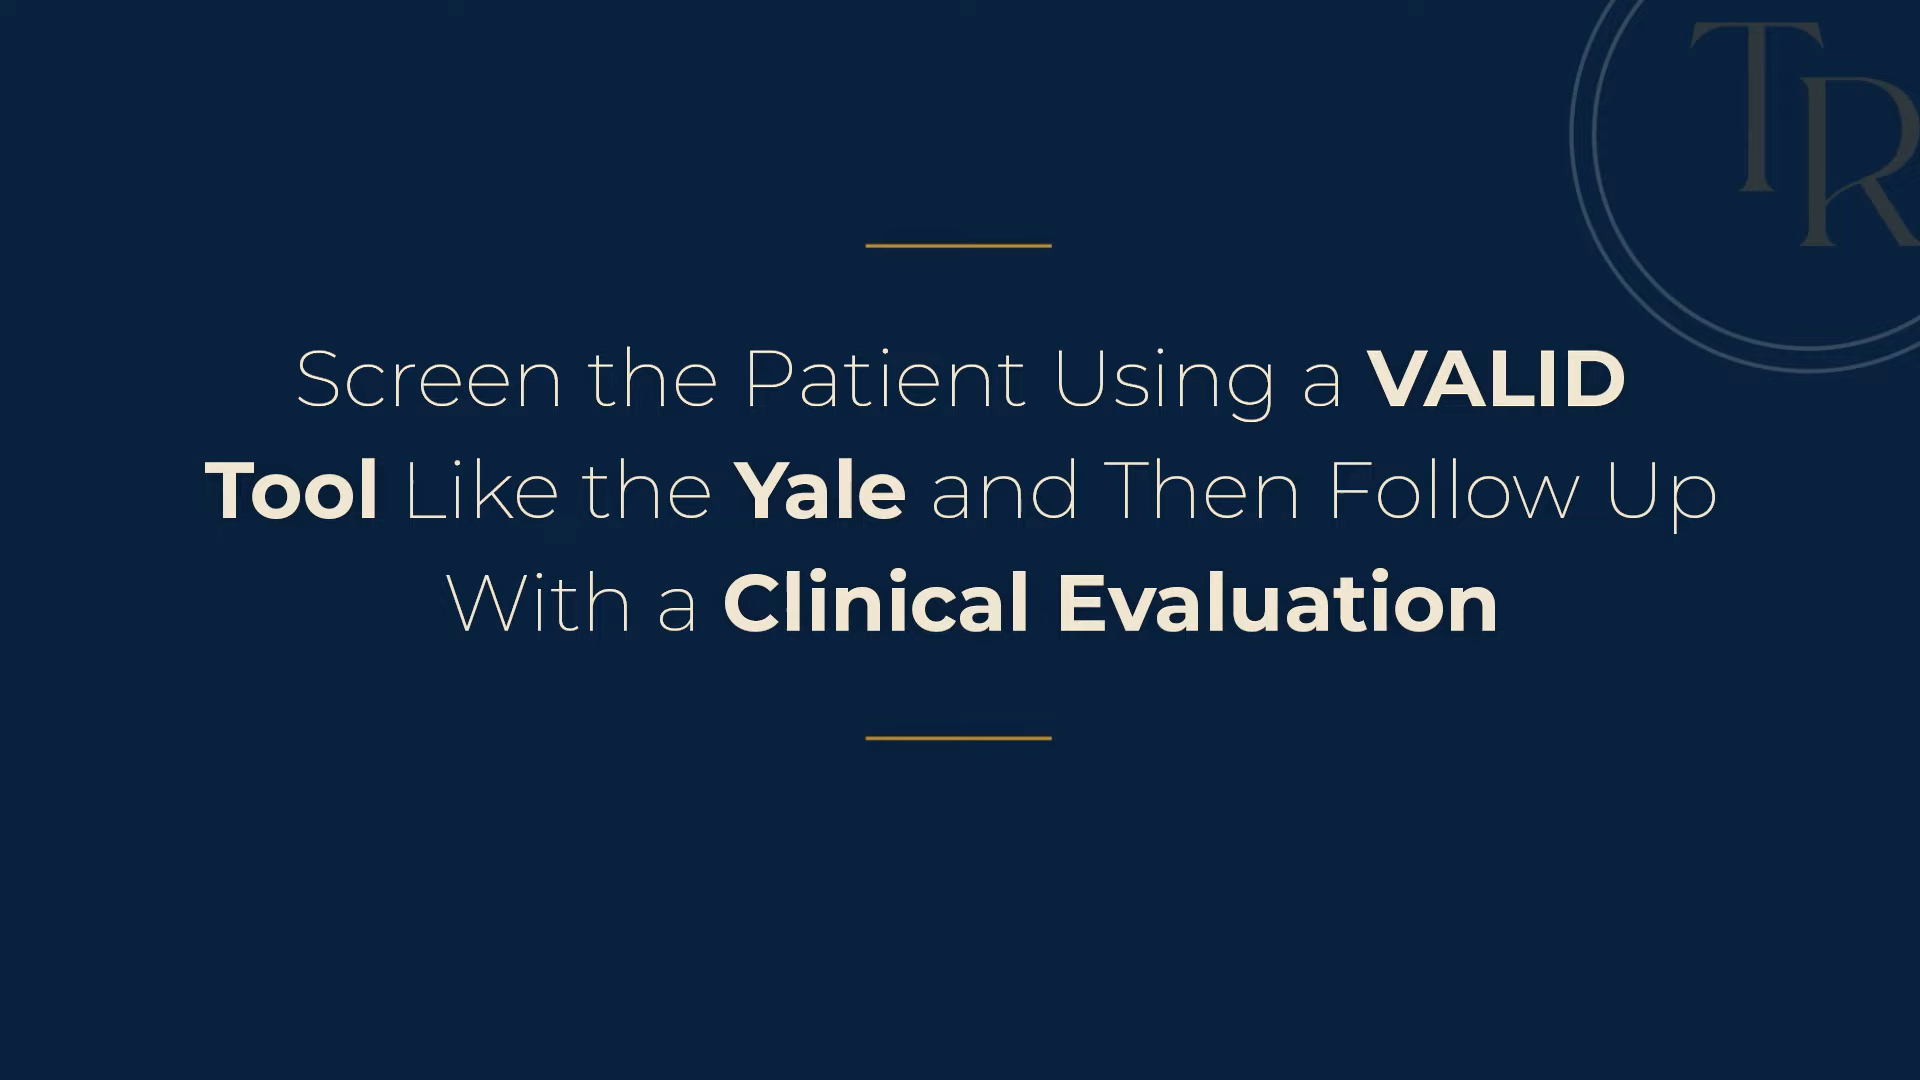 TR
Screen the Patient Using a VALID
Tool Like the Yale and Then Follow Up
With a Clinical Evaluation